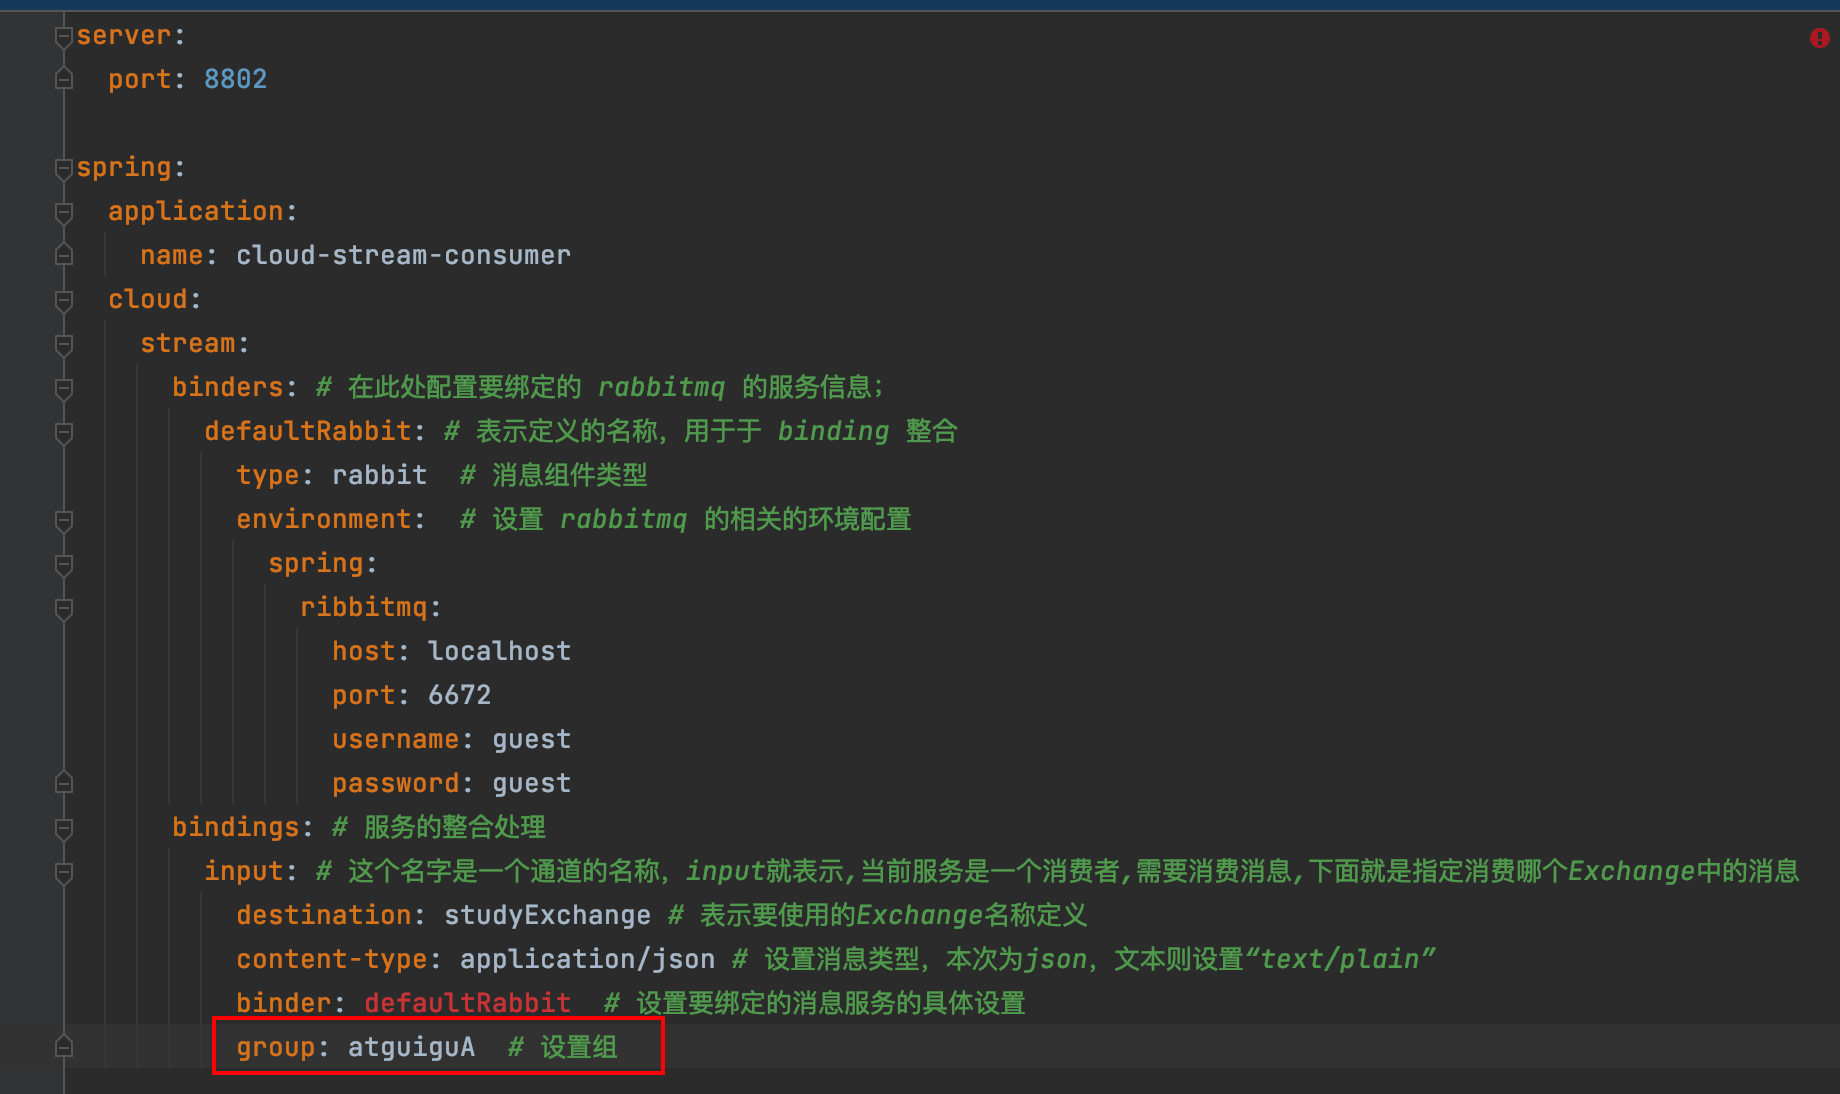 server:
  port: 8802

spring:
  application:
    name: cloud-stream-consumer
  cloud:
    stream:
      binders: # 在此处配置要绑定的 rabbitmq 的服务信息；
        defaultRabbit: # 表示定义的名称，用于于 binding 整合
          type: rabbit  # 消息组件类型
          environment:  # 设置 rabbitmq 的相关的环境配置
            spring:
              ribbitmq:
                host: localhost
                port: 6672
                username: guest
                password: guest
      bindings: # 服务的整合处理
        input: # 这个名字是一个通道的名称，input就表示,当前服务是一个消费者,需要消费消息,下面就是指定消费哪个Exchange中的消息
          destination: studyExchange # 表示要使用的Exchange名称定义
          content-type: application/json # 设置消息类型，本次为json，文本则设置“text/plain”
          binder: defaultRabbit  # 设置要绑定的消息服务的具体设置
          group: atguiguA  # 设置组